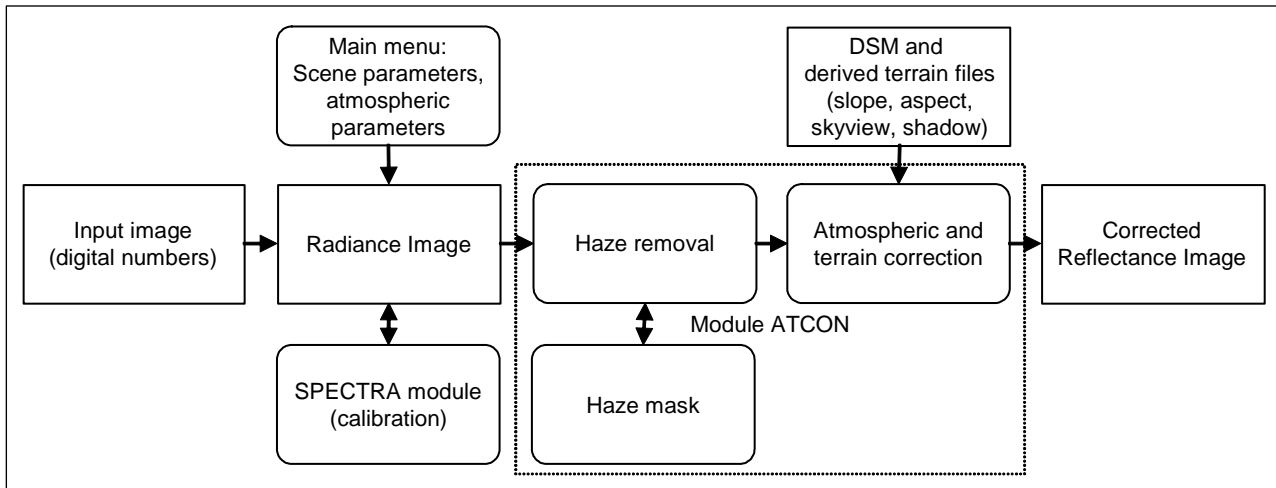 Main menu:
Scene parameters,
atmospheric
parameters
DSM and
derived terrain files
(slope, aspect,
skyview, shadow)
Input image
(digital numbers)
Radiance Image
Haze removal
Atmospheric and
terrain correction
Corrected
Reflectance Image
Module ATCON
SPECTRA module
(calibration)
Haze mask